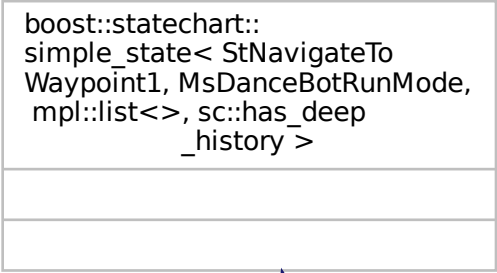 boost::statechart::
simple_state< StNavigateTo
Waypoint1, MsDanceBotRunMode,
mpl::list<>, sc::has_deep
_history >